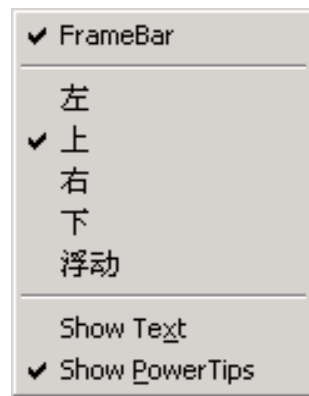 FrameBar
左
上
右
下
浮动
Show Text
Show PowerTips